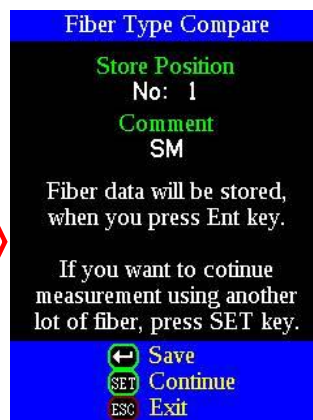 Fiber Type Compare
Store Position
No: 1
Comment
SM
Fiber data will be stored,
when you press Ent key.
If you want to cotinue
measurement using another
lot of fiber, press SET key.
Save
SET Continue
ESC Exit